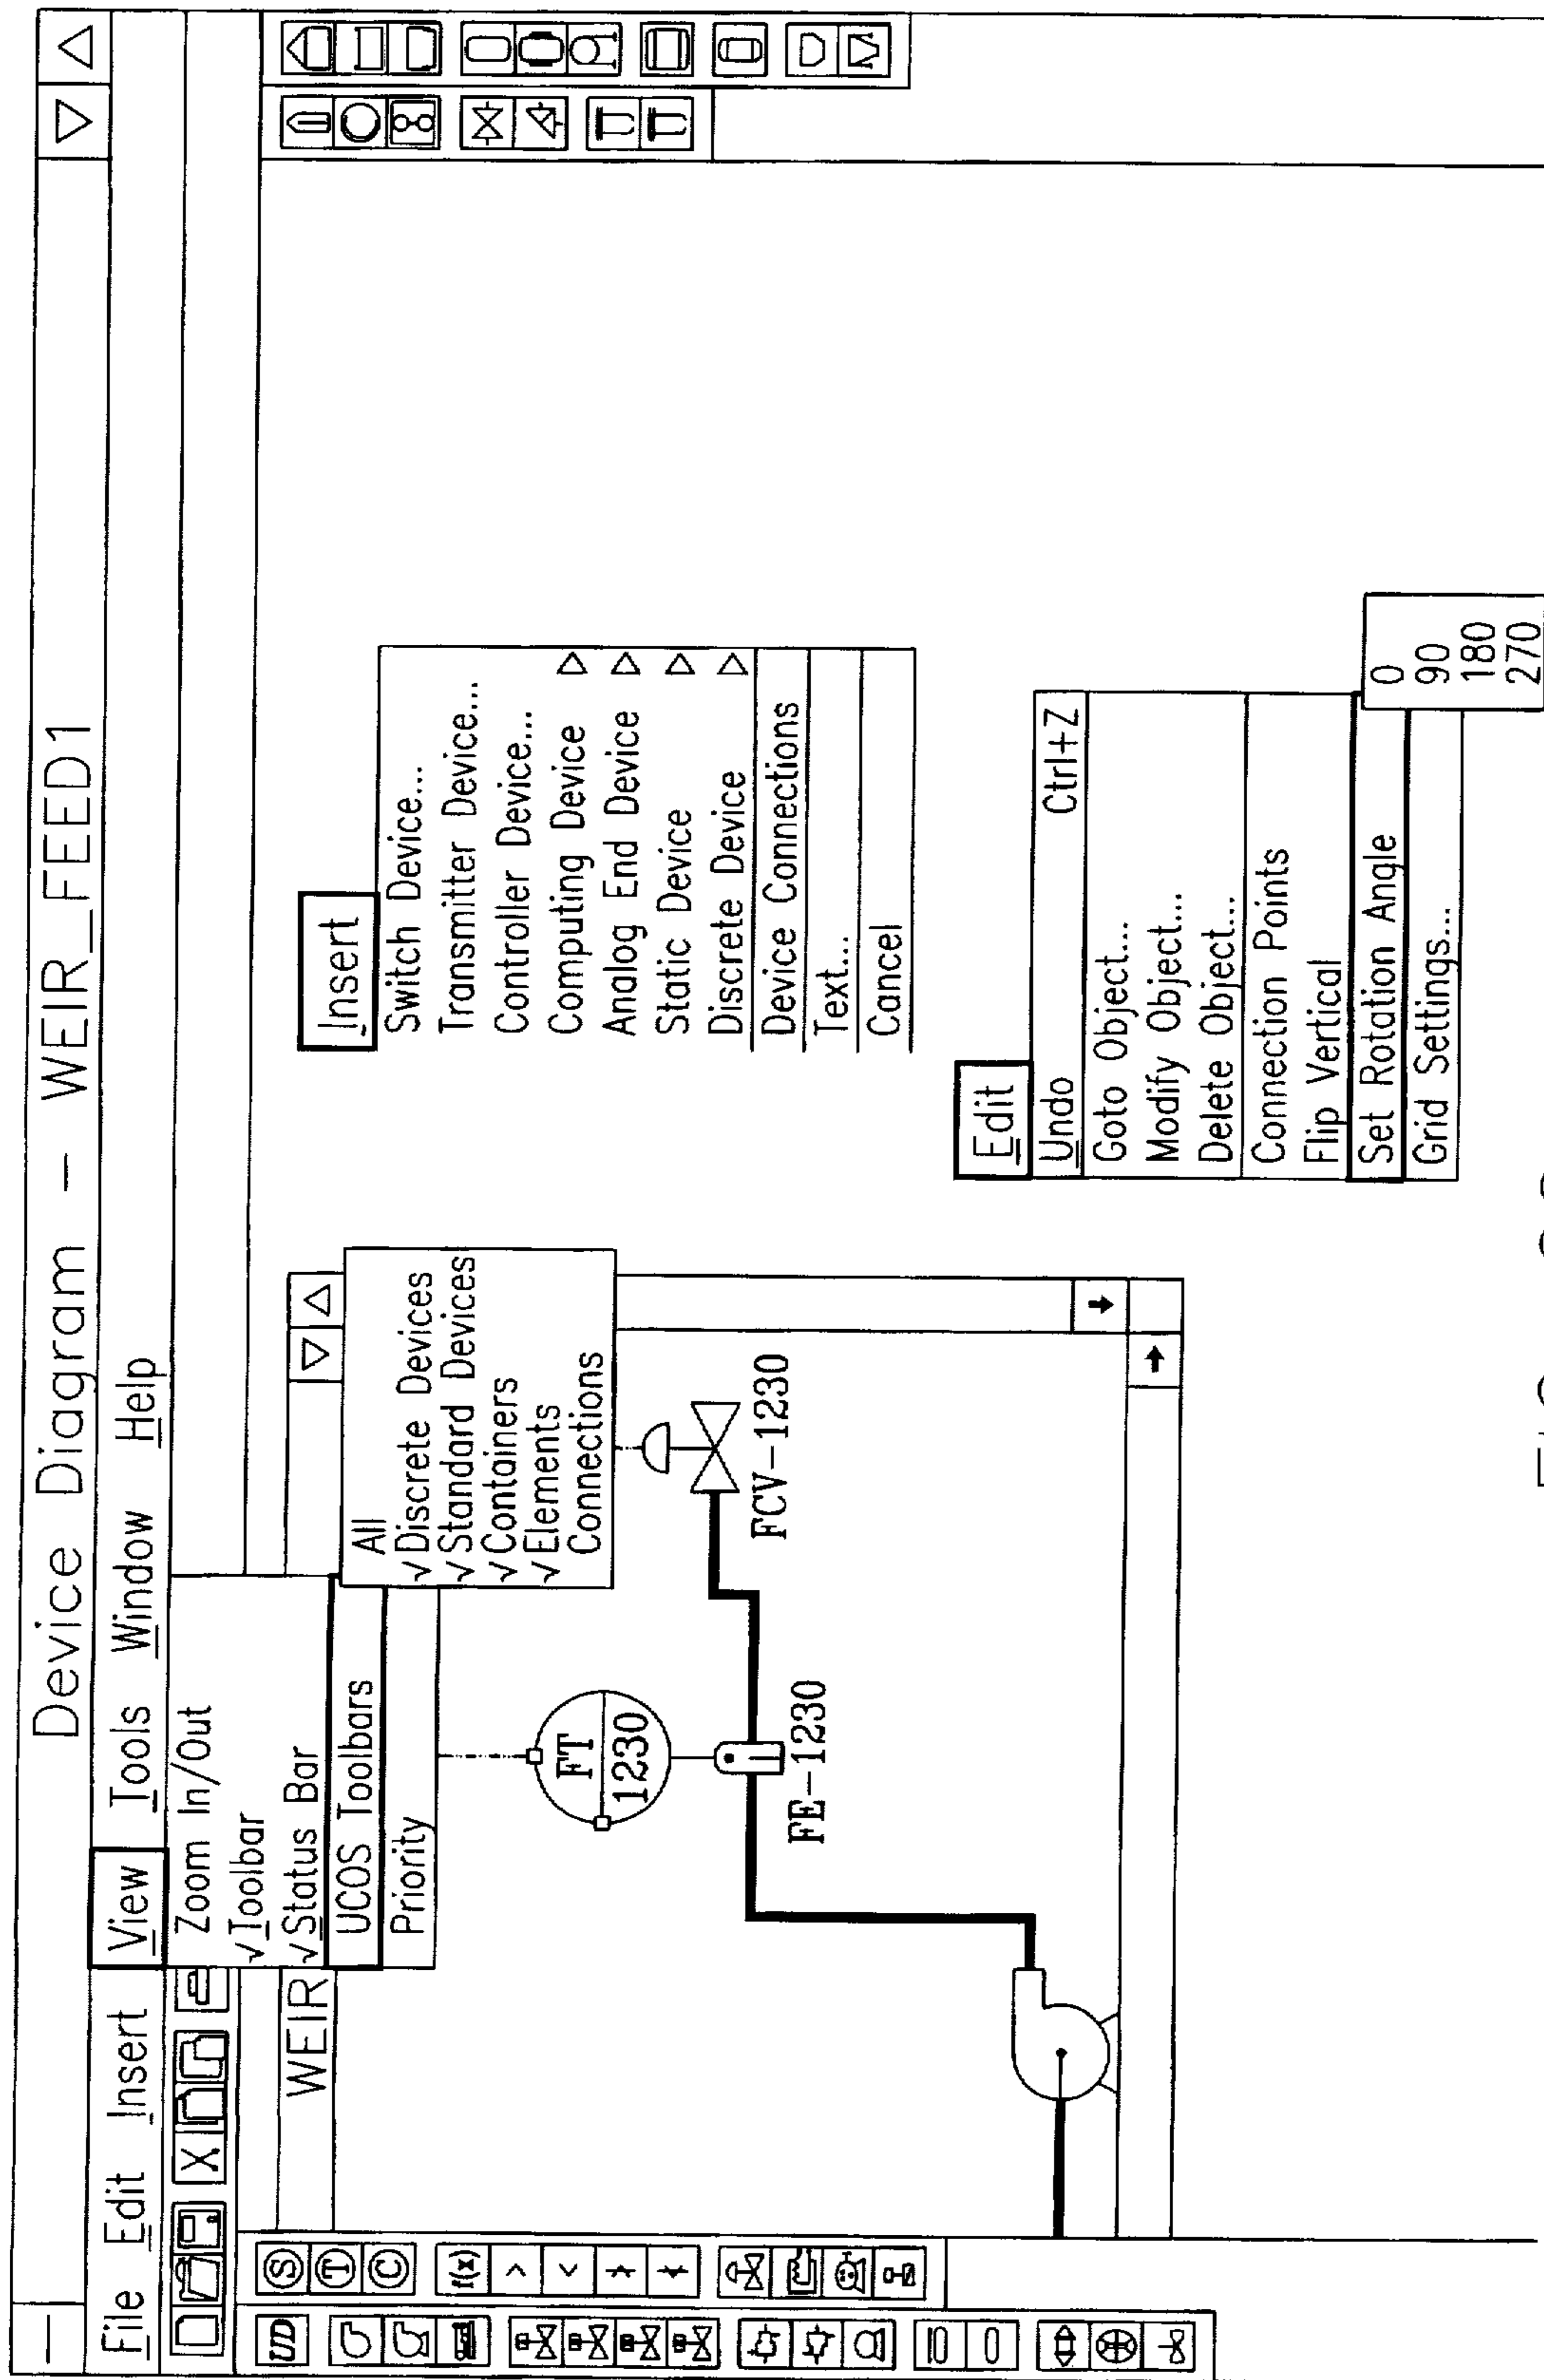 Device Diagram – WEIR_FEED1
File Edit Insert View Tools Window Help
Zoom In/Out
√Toolbar
√Status Bar
UCOS Toolbars
Priority
All
√Discrete Devices
√Standard Devices
√Containers
√Elements
Connections
WEIR
UD
S
T
C
f(x)
>
<
FT
1230
FE-1230
FCV-1230
Insert
Switch Device...
Transmitter Device...
Controller Device...
Computing Device
Analog End Device
Static Device
Discrete Device
Device Connections
Text...
Cancel
Edit
Undo Ctrl+Z
Goto Object...
Modify Object...
Delete Object...
Connection Points
Flip Vertical
Set Rotation Angle
Grid Settings...
0
90
180
270